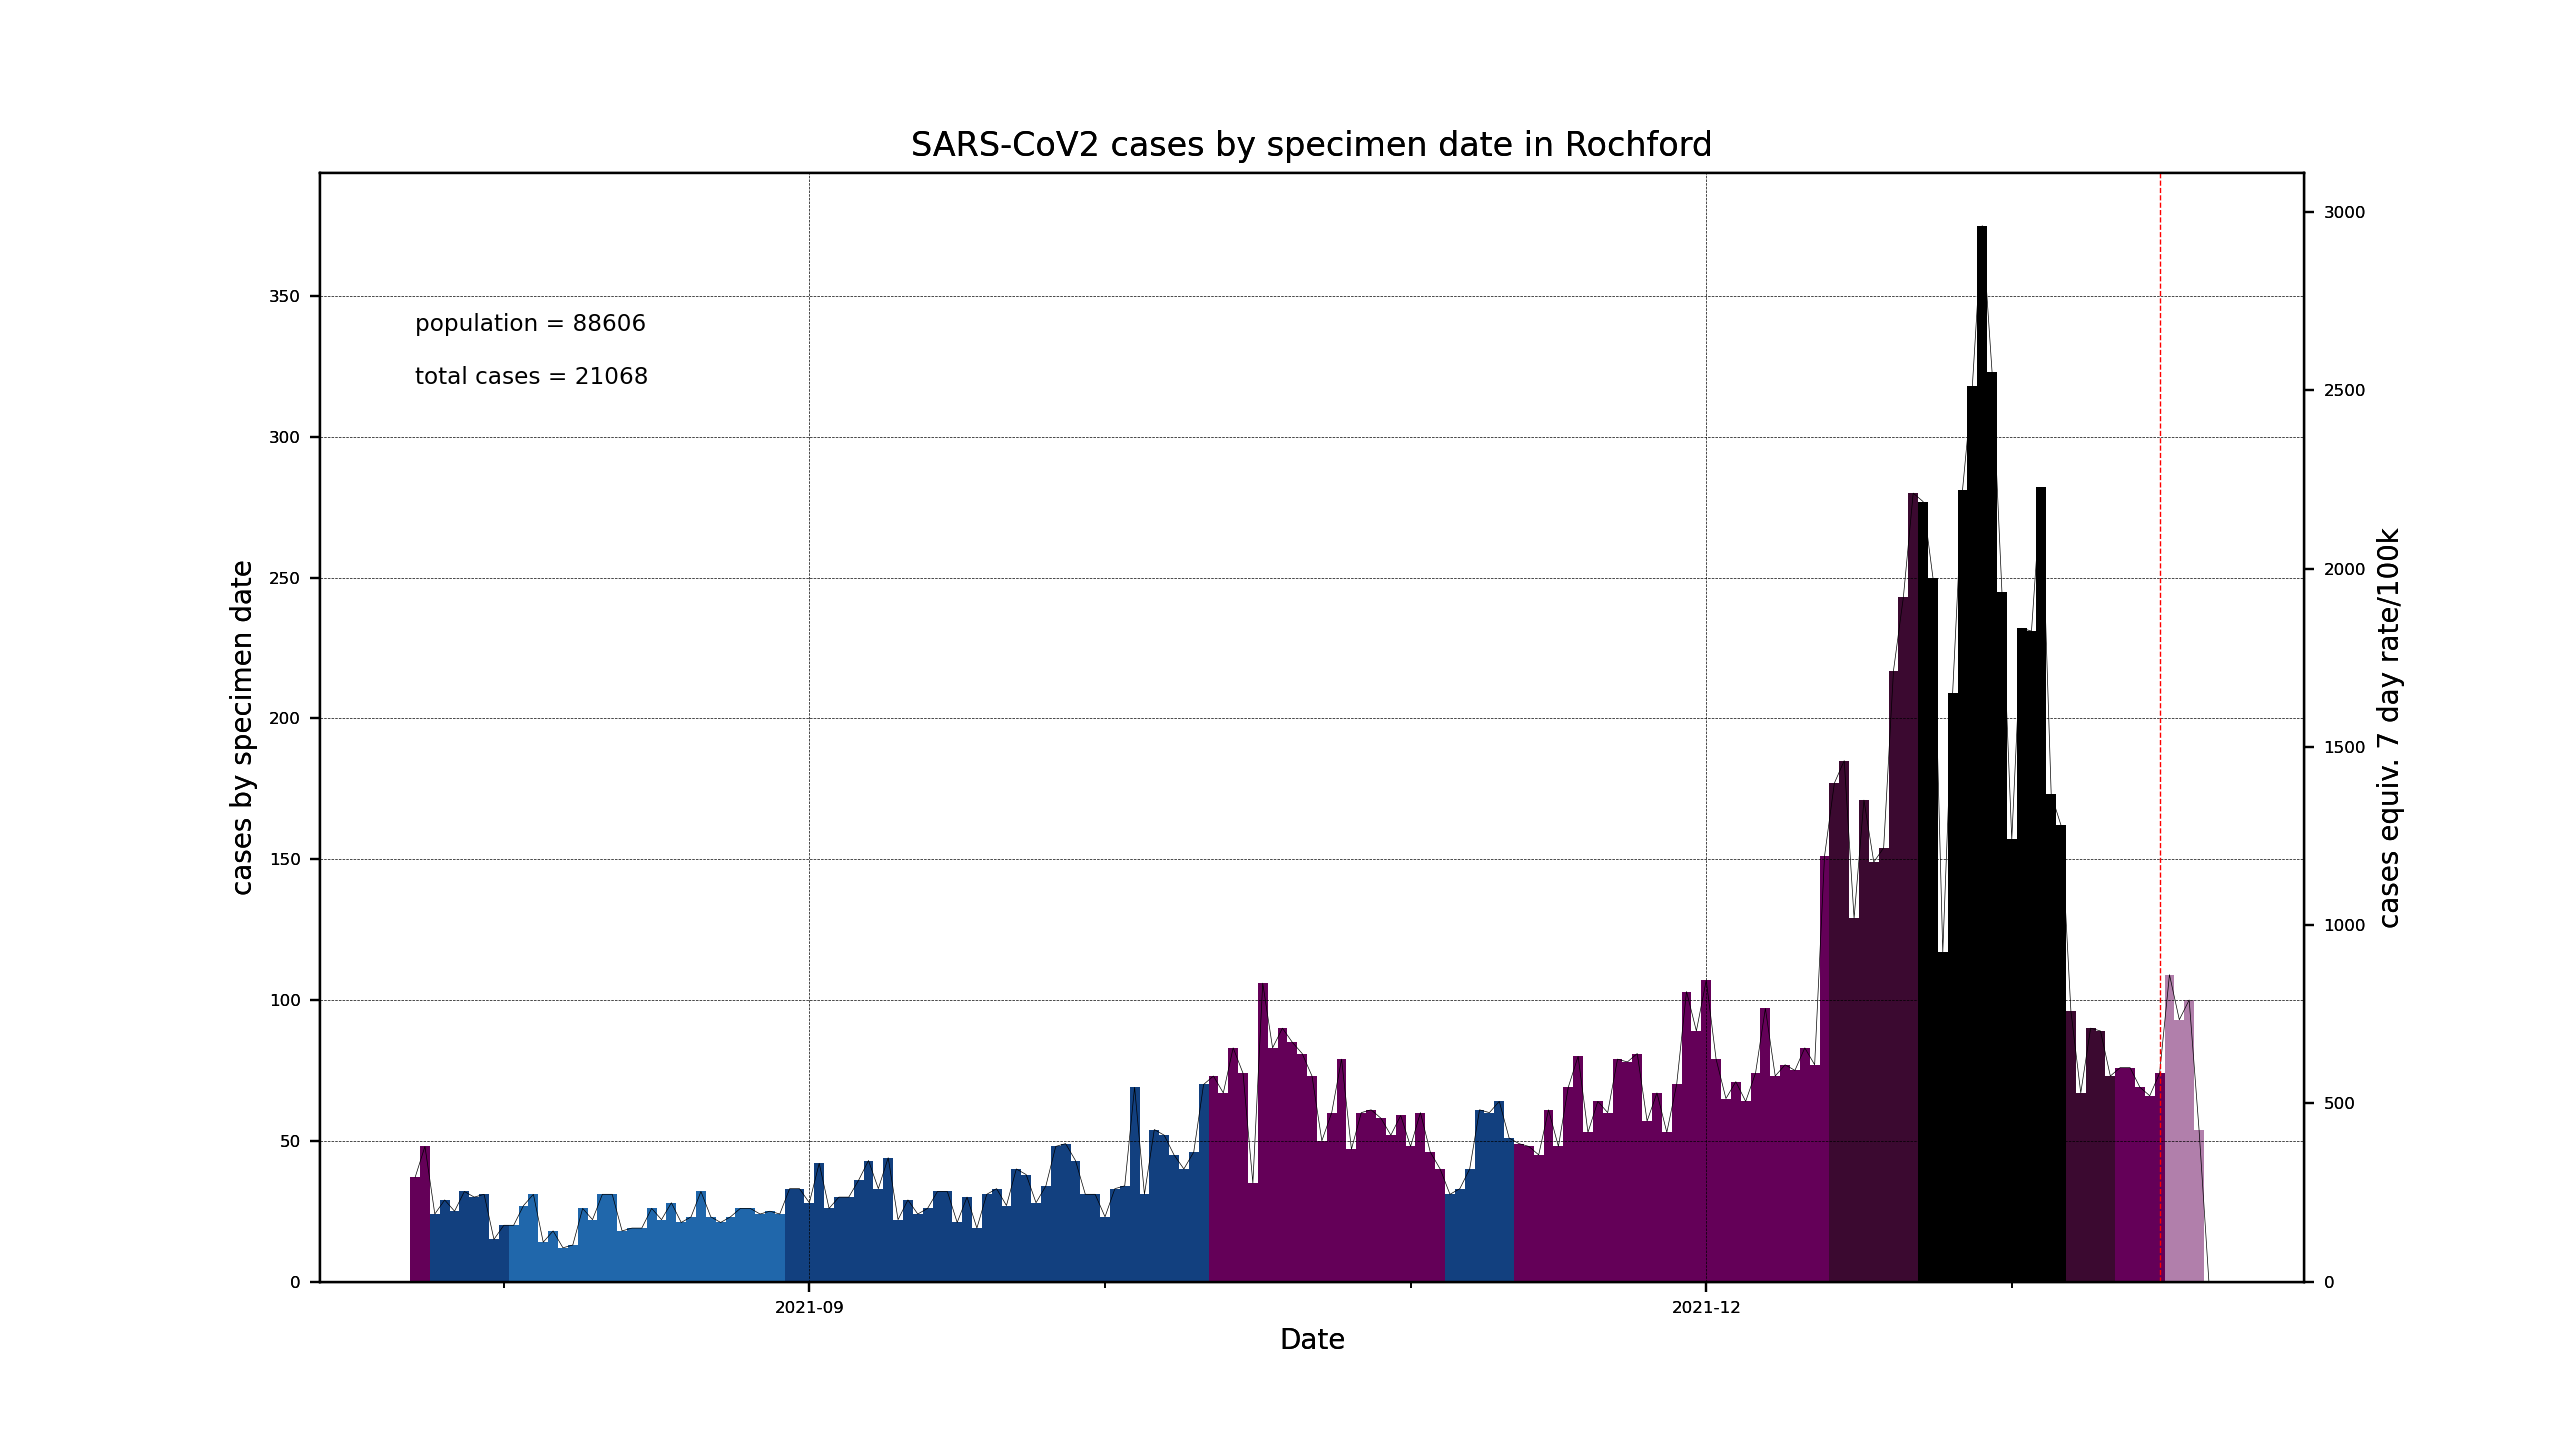 SARS-CoV2 cases by specimen date in Rochford
population = 88606
total cases = 21068
cases by specimen date
350
300
250
200
150
100
50
0
3000
2500
2000
1500
1000
500
0
cases equiv. 7 day rate/100k
2021-09
2021-12
Date